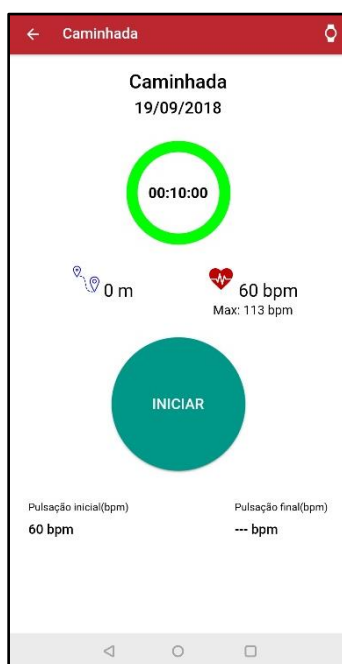 Caminhada
Caminhada
19/09/2018
00:10:00
0 m
60 bpm
Max: 113 bpm
INICIAR
Pulsação inicial(bpm)
Pulsação final(bpm)
60 bpm
--- bpm